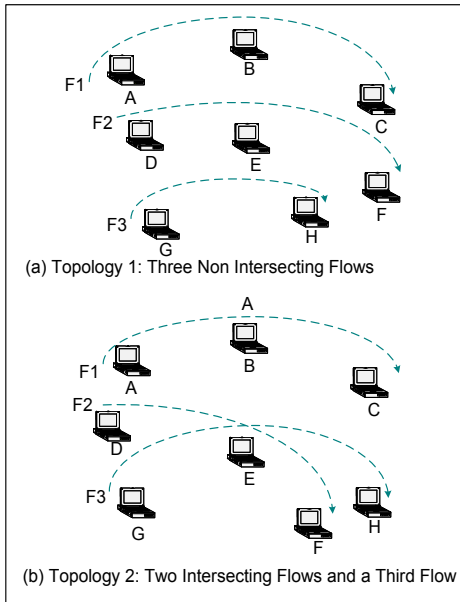 F1
A
B
C
F2
D
E
F
F3
G
H
(a) Topology 1: Three Non Intersecting Flows
A
F1
A
B
C
F2
D
E
F3
G
F
H
(b) Topology 2: Two Intersecting Flows and a Third Flow